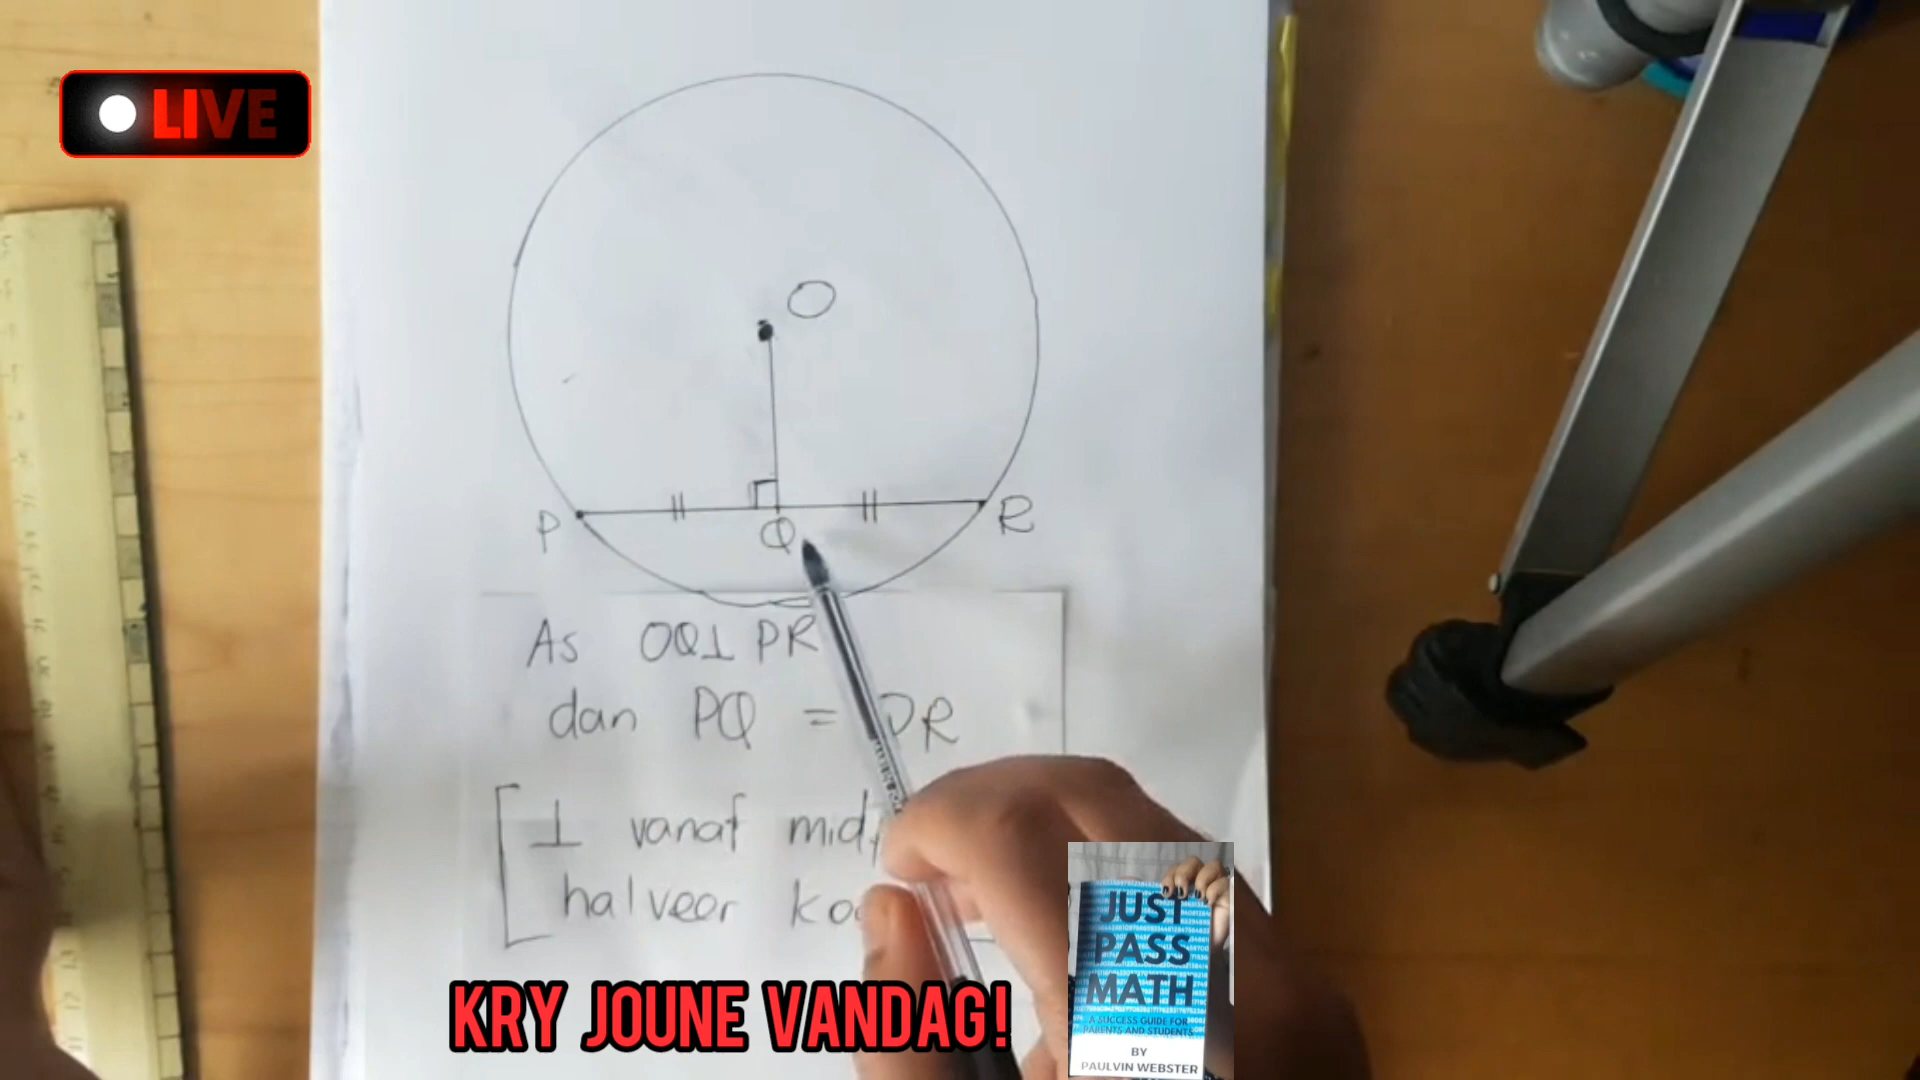 LIVE
O
P
Q
R
As OQ⊥ PR
dan PQ = R
[⊥ vanaf
halveer
KRY JOUNE VANDAG!
JUST
PASS
MATH
A SUCCESS GUIDE FOR
PARENTS AND STUDENTS
BY
PAULVIN WEBSTER